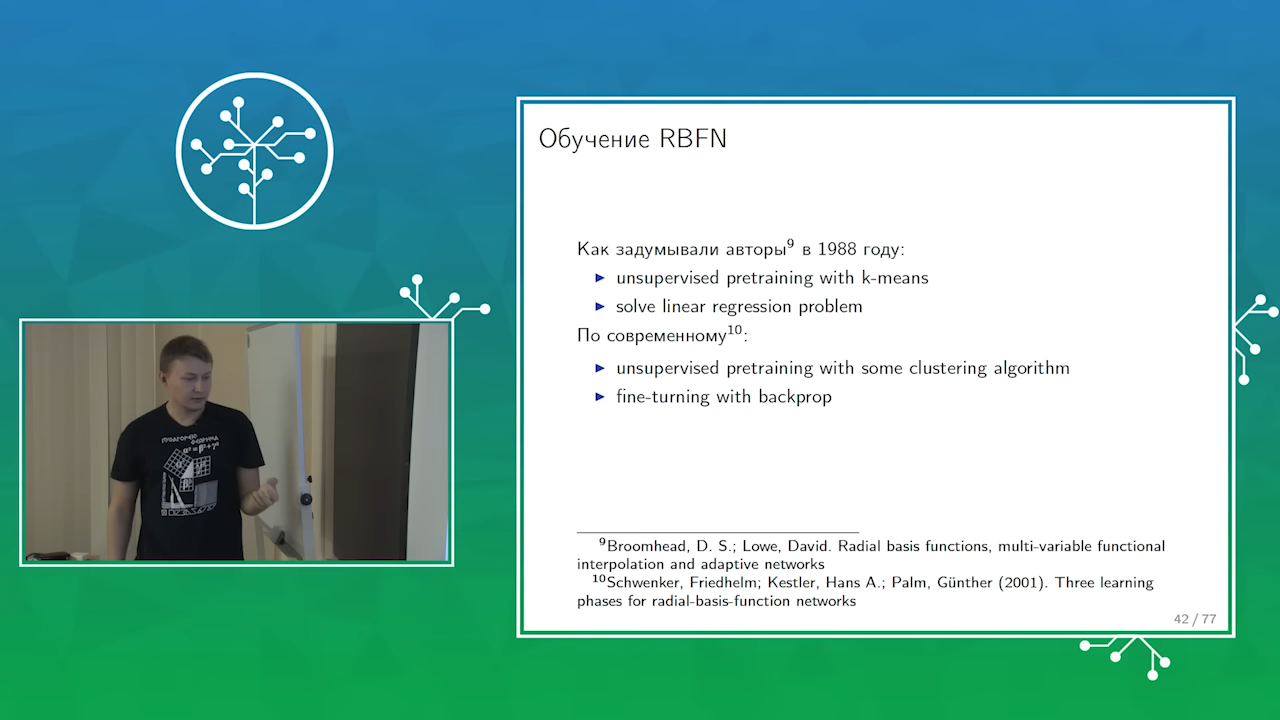 Обучение RBFN
Как задумывали авторы9 в 1988 году:
unsupervised pretraining with k-means
solve linear regression problem
По современному10:
unsupervised pretraining with some clustering algorithm
fine-turning with backprop
9Broomhead, D. S.; Lowe, David. Radial basis functions, multi-variable functional
interpolation and adaptive networks
10Schwenker, Friedhelm; Kestler, Hans A.; Palm, Günther (2001). Three learning
phases for radial-basis-function networks
42 / 77